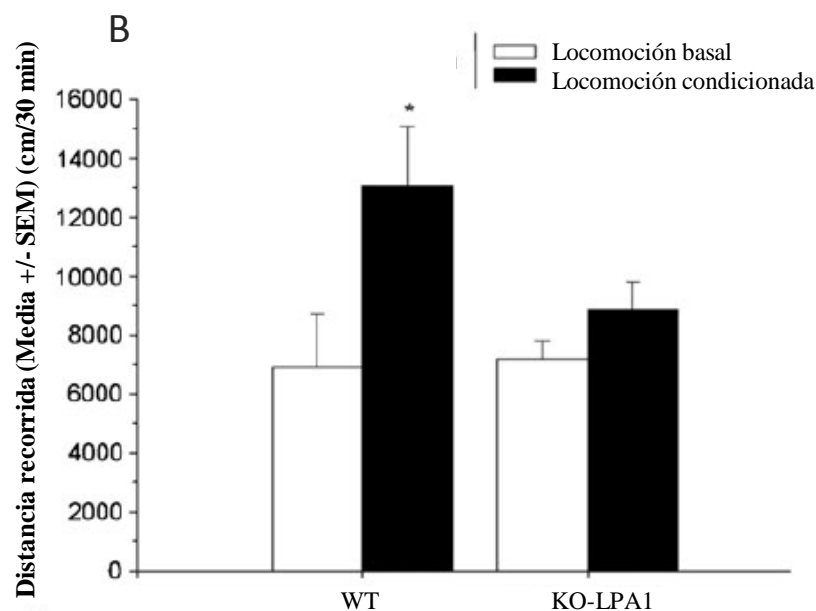 B
Locomoción basal
Locomoción condicionada
Distancia recorrida (Media +/- SEM) (cm/30 min)
16000
14000
12000
10000
8000
6000
4000
2000
0
*
WT KO-LPA1